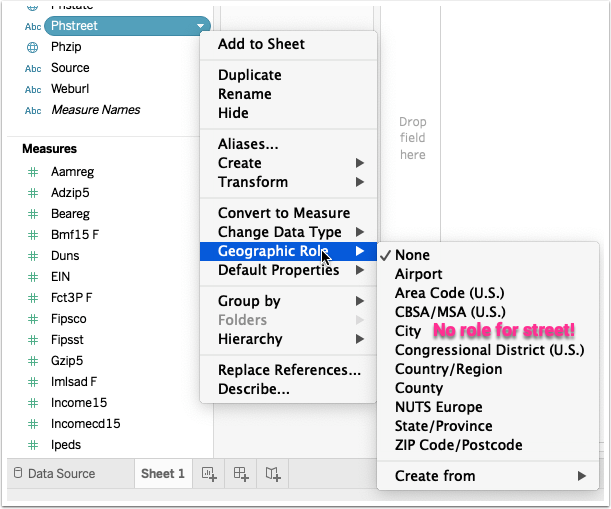 Phstate
Abc Phstreet
Phzip
Abc Source
Abc Weburl
Abc Measure Names
Measures
Aamreg
Adzip5
Beareg
Bmf15 F
Duns
EIN
Fct3P F
Fipsco
Fipsst
Gzip5
Imlsad F
Income15
Incomecd15
Ipeds
Data Source
Sheet 1
Add to Sheet
Duplicate
Rename
Hide
Aliases...
Create
Transform
Convert to Measure
Change Data Type
Geographic Role
Default Properties
Group by
Folders
Hierarchy
Replace References...
Describe...
Drop
field
here
None
Airport
Area Code (U.S.)
CBSA/MSA (U.S.)
City No role for street!
Congressional District (U.S.)
Country/Region
County
NUTS Europe
State/Province
ZIP Code/Postcode
Create from